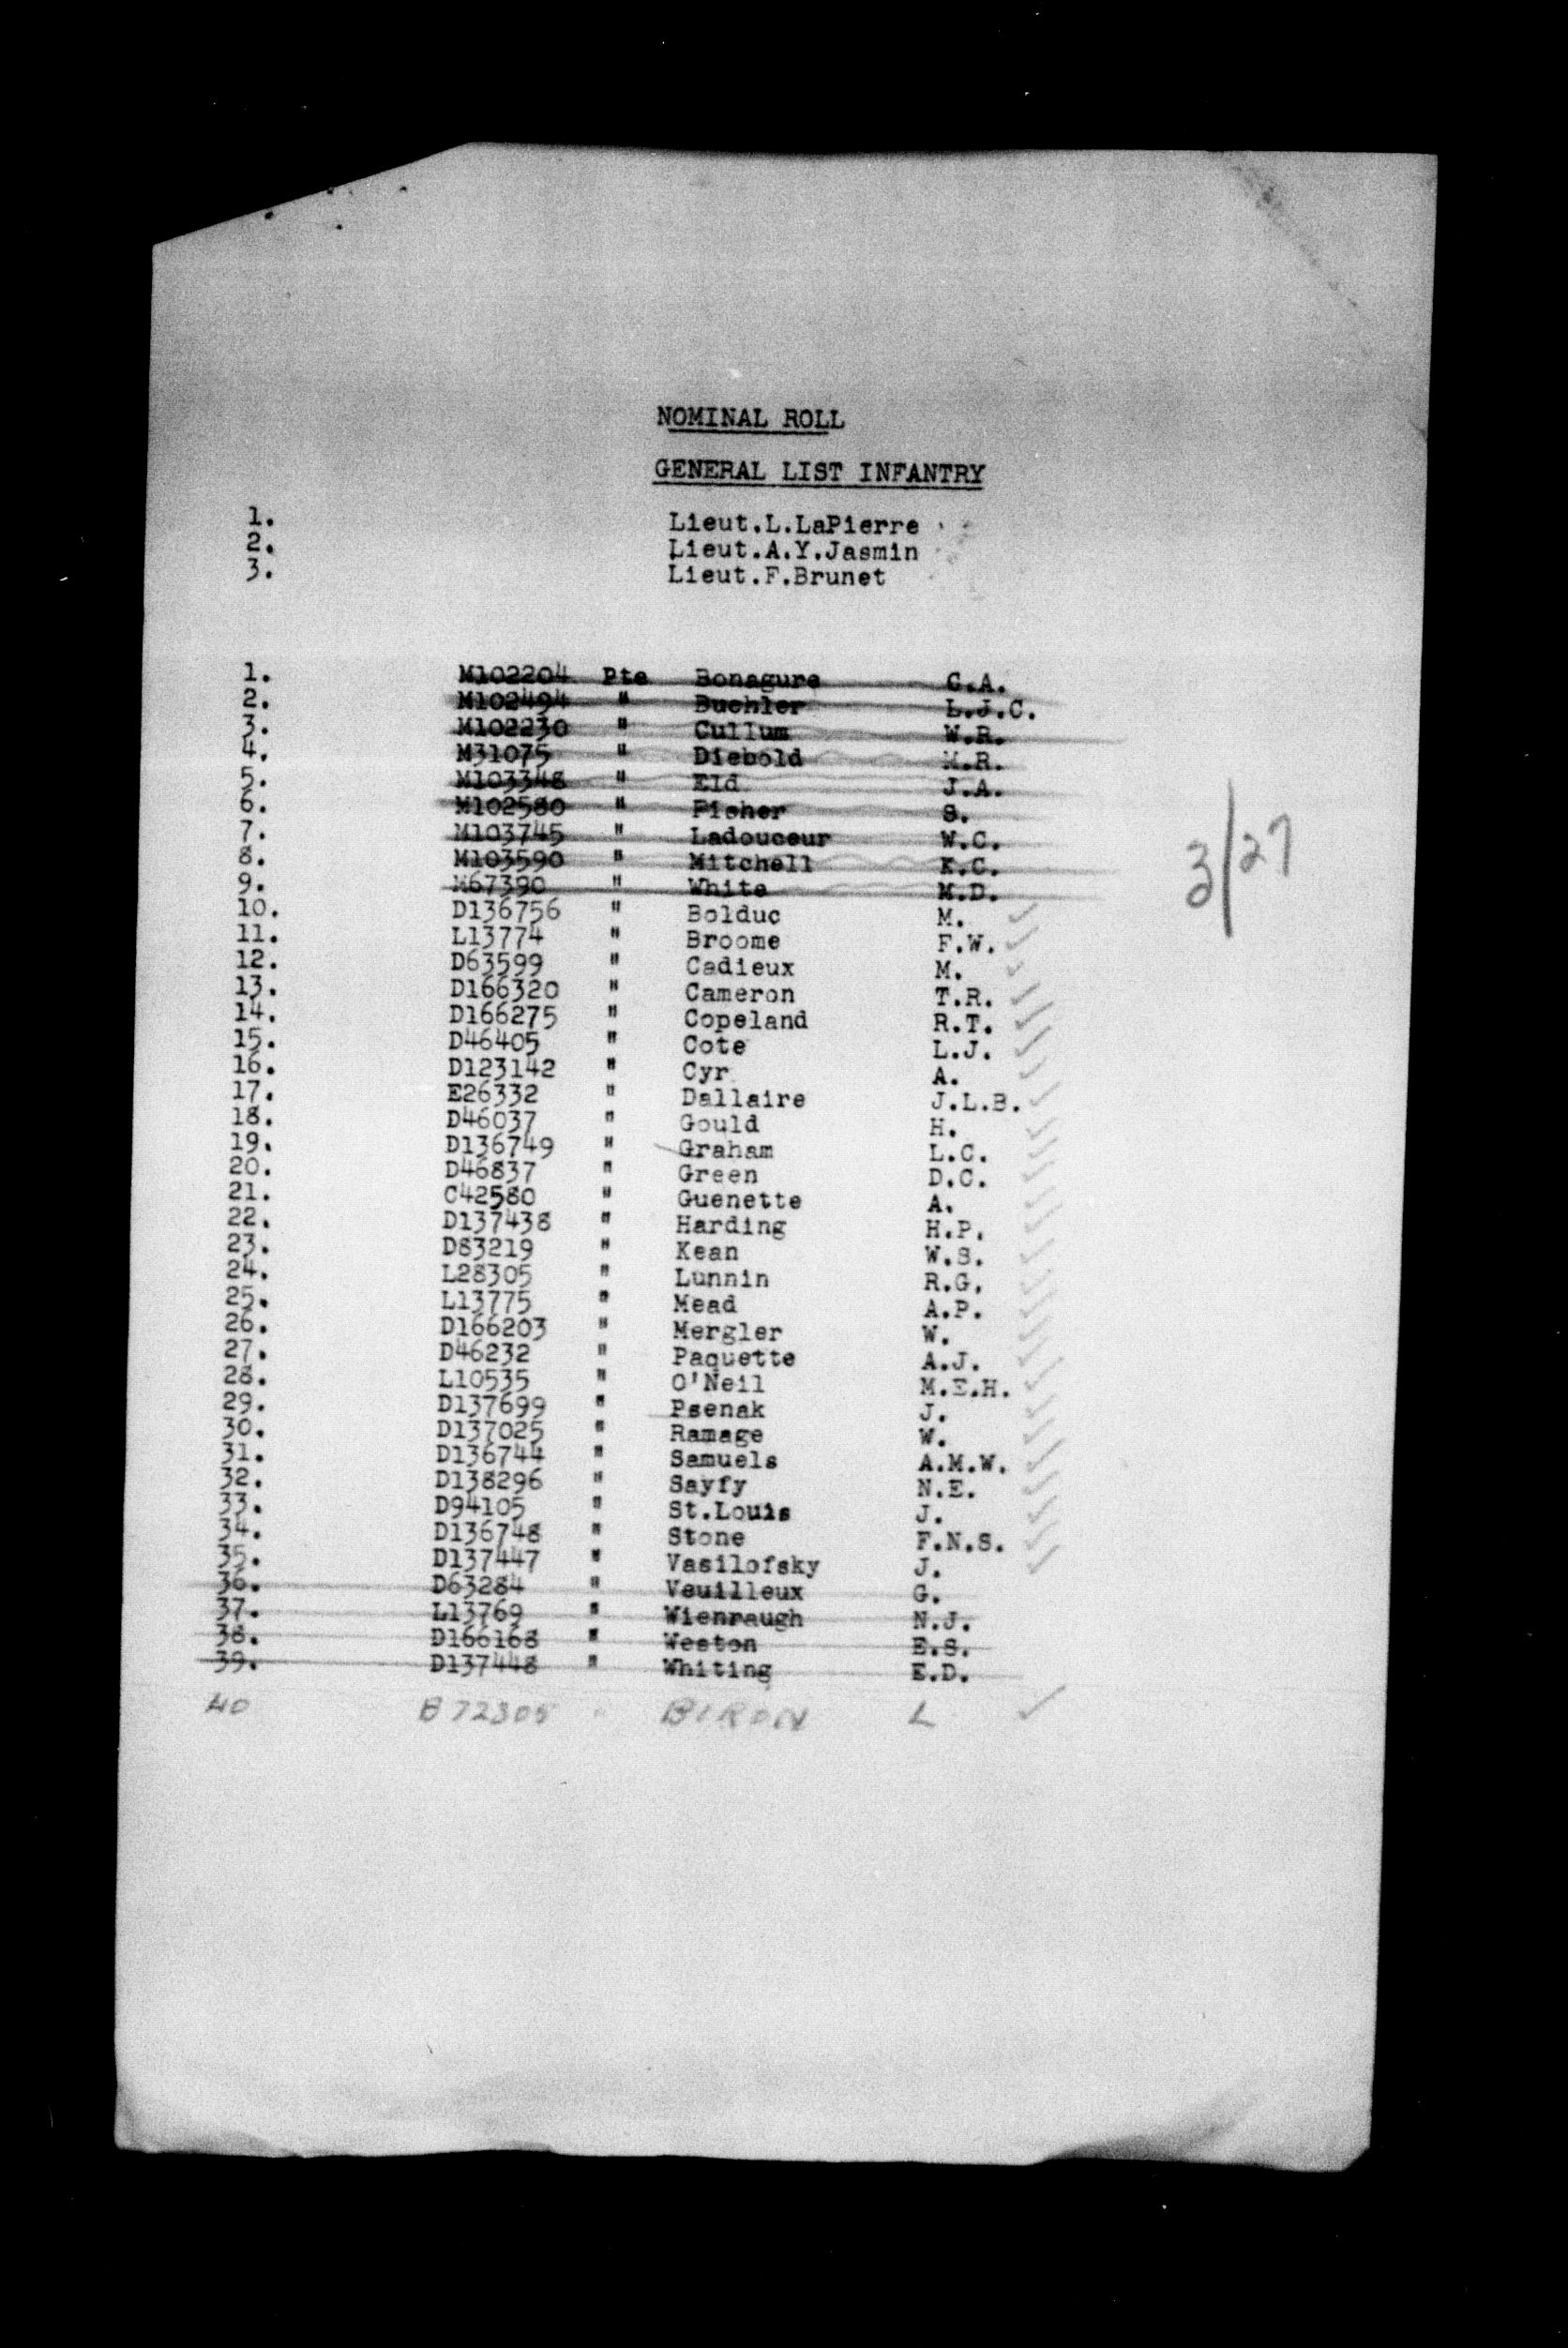 NOMINAL ROLL
GENERAL LIST INFANTRY
1. Lieut.L.LaPierre
2. Lieut.A.Y.Jasmin
3. Lieut.F.Brunet
1. M102204 Pte Bonagure C.A.
2. M102494 " Buehler L.J.C.
3. M102230 " Cullum W.R.
4. M31075 " Diebold M.R.
5. M103348 " Eld J.A.
6. M102580 " Fisher S.
7. M103745 " Ladouceur W.C.
8. M103590 " Mitchell K.C.
9. M67390 " White M.D.
3/27
10. D136756 " Bolduc M. ✓
11. L13774 " Broome F.W. ✓
12. D63599 " Cadieux M. ✓
13. D166320 " Cameron T.R. ✓
14. D166275 " Copeland R.T. ✓
15. D46405 " Cote L.J. ✓
16. D123142 " Cyr A. ✓
17. E26332 " Dallaire J.L.B. ✓
18. D46037 " Gould H. ✓
19. D136749 " Graham L.C. ✓
20. D46837 " Green D.C. ✓
21. C42580 " Guenette A. ✓
22. D137438 " Harding H.P. ✓
23. D83219 " Kean W.S. ✓
24. L28305 " Lunnin R.G. ✓
25. L13775 " Mead A.P. ✓
26. D166203 " Mergler W. ✓
27. D46232 " Paquette A.J. ✓
28. L10535 " O'Neil M.E.H. ✓
29. D137699 " Psenak J. ✓
30. D137025 " Ramage W. ✓
31. D136744 " Samuels A.M.W. ✓
32. D138296 " Sayfy N.E. ✓
33. D94105 " St.Louis J. ✓
34. D136748 " Stone F.N.S. ✓
35. D137447 " Vasilofsky J. ✓
36. D63284 " Veuilleux G.
37. L13769 " Wienraugh N.J.
38. D166168 " Weston E.S.
39. D137448 " Whiting E.D.
40 B72305 " BIRON L ✓